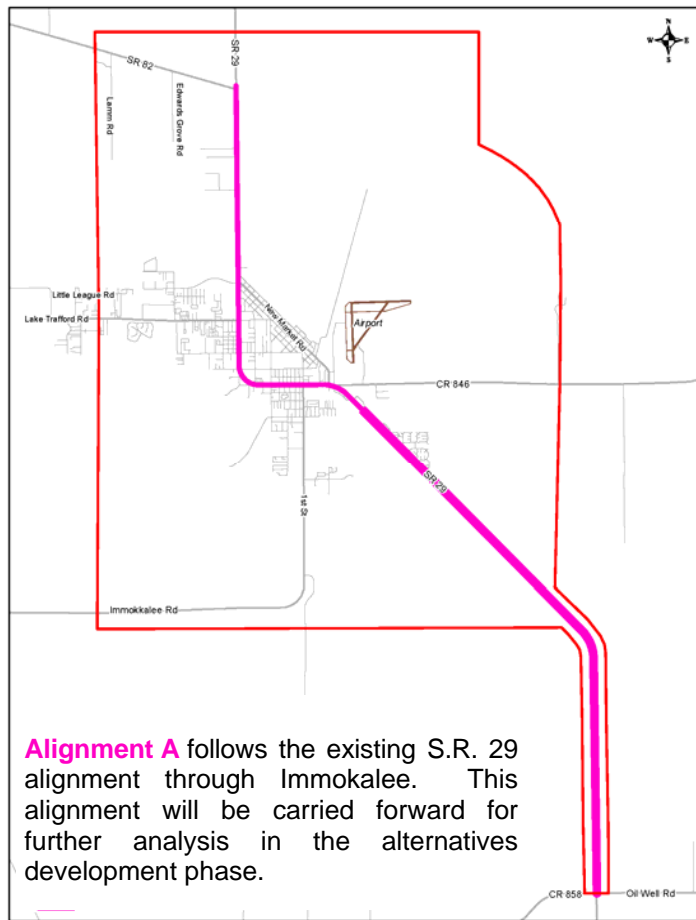 N
W E
S
SR 29
SR 82
Lamm Rd
Edwards Grove Rd
Little League Rd
Lake Trafford Rd
New Market Rd
Airport
CR 846
SR 29
1st St
Immokkalee Rd
Alignment A follows the existing S.R. 29
alignment through Immokalee. This
alignment will be carried forward for
further analysis in the alternatives
development phase.
CR 858
Oil Well Rd